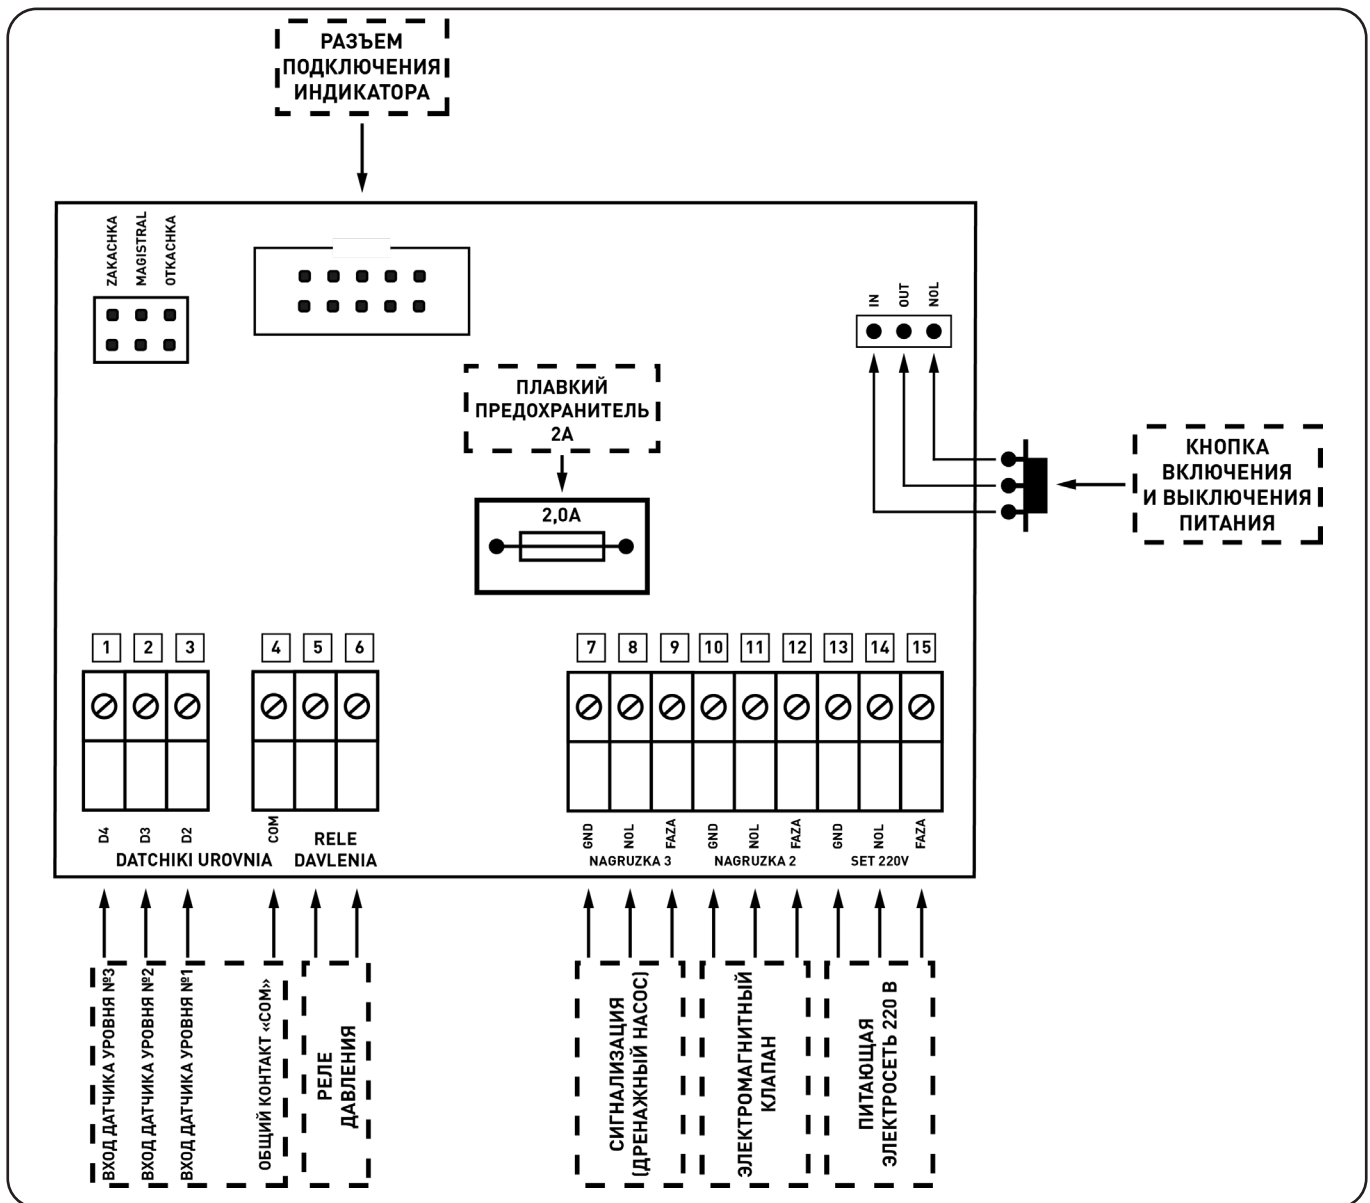 РАЗЪЕМ
ПОДКЛЮЧЕНИЯ
ИНДИКАТОРА
ZAKACHKA
MAGISTRAL
OTKACHKA
IN
OUT
NOL
ПЛАВКИЙ
ПРЕДОХРАНИТЕЛЬ
2А
2,0А
КНОПКА
ВКЛЮЧЕНИЯ
И ВЫКЛЮЧЕНИЯ
ПИТАНИЯ
1 2 3 4 5 6 7 8 9 10 11 12 13 14 15
D4
D3
D2
COM
DATCHIKI UROVNIA
RELE
DAVLENIA
GND
NOL
FAZA
NAGRUZKA 3
GND
NOL
FAZA
NAGRUZKA 2
GND
NOL
FAZA
SET 220V
ВХОД ДАТЧИКА УРОВНЯ №3
ВХОД ДАТЧИКА УРОВНЯ №2
ВХОД ДАТЧИКА УРОВНЯ №1
ОБЩИЙ КОНТАКТ «COM»
РЕЛЕ
ДАВЛЕНИЯ
СИГНАЛИЗАЦИЯ
(ДРЕНАЖНЫЙ НАСОС)
ЭЛЕКТРОМАГНИТНЫЙ
КЛАПАН
ПИТАЮЩАЯ
ЭЛЕКТРОСЕТЬ 220 В